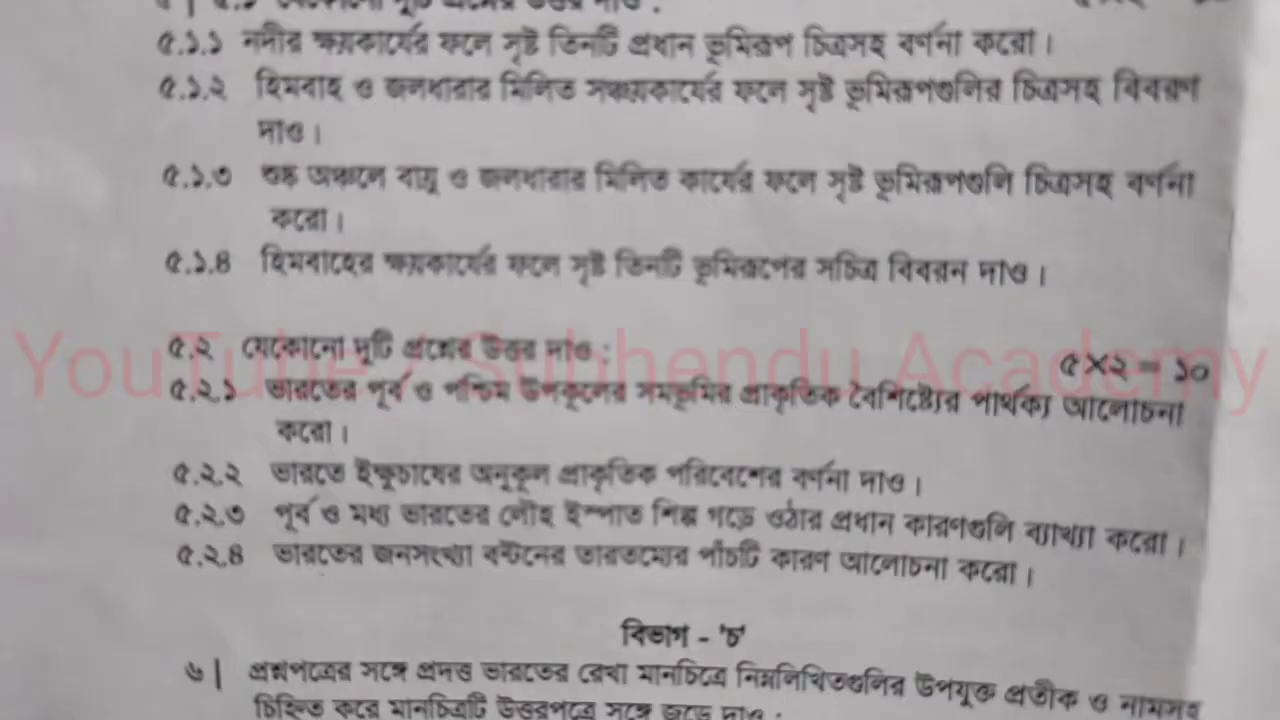 ৫। ৫.১ যেকোনো দুটি প্রশ্নের উত্তর দাও :
৫.১.১ নদীর ক্ষয়কার্যের ফলে সৃষ্ট তিনটি প্রধান ভূমিরূপ চিত্রসহ বর্ণনা করো।
৫.১.২ হিমবাহ ও জলধারার মিলিত সঞ্চয়কার্যের ফলে সৃষ্ট ভূমিরূপগুলির চিত্রসহ বিবরণ
দাও।
৫.১.৩ শুষ্ক অঞ্চলে বায়ু ও জলধারার মিলিত কার্যের ফলে সৃষ্ট ভূমিরূপগুলি চিত্রসহ বর্ণনা
করো।
৫.১.৪ হিমবাহের ক্ষয়কার্যের ফলে সৃষ্ট তিনটি ভূমিরূপের সচিত্র বিবরন দাও।
YouTube / Subhendu Academy
৫.২ যেকোনো দুটি প্রশ্নের উত্তর দাও : ৫×২ = ১০
৫.২.১ ভারতের পূর্ব ও পশ্চিম উপকূলের সমভূমির প্রাকৃতিক বৈশিষ্ট্যের পার্থক্য আলোচনা
করো।
৫.২.২ ভারতে ইক্ষুচাষের অনুকূল প্রাকৃতিক পরিবেশের বর্ণনা দাও।
৫.২.৩ পূর্ব ও মধ্য ভারতের লৌহ ইস্পাত শিল্প গড়ে ওঠার প্রধান কারণগুলি ব্যাখ্যা করো।
৫.২.৪ ভারতের জনসংখ্যা বন্টনের তারতম্যের পাঁচটি কারণ আলোচনা করো।
বিভাগ - 'চ'
৬। প্রশ্নপত্রের সঙ্গে প্রদত্ত ভারতের রেখা মানচিত্রে নিম্নলিখিতগুলির উপযুক্ত প্রতীক ও নামসহ
চিহ্নিত করে মানচিত্রটি উত্তরপত্রে সঙ্গে জুড়ে দাও :